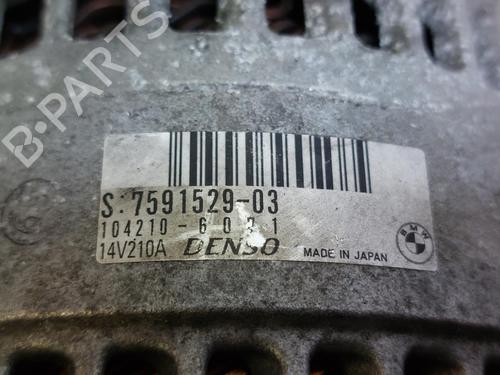 B-PARTS
S: 7591529-03
104210-6031
14V210A DENSO MADE IN JAPAN
BMW